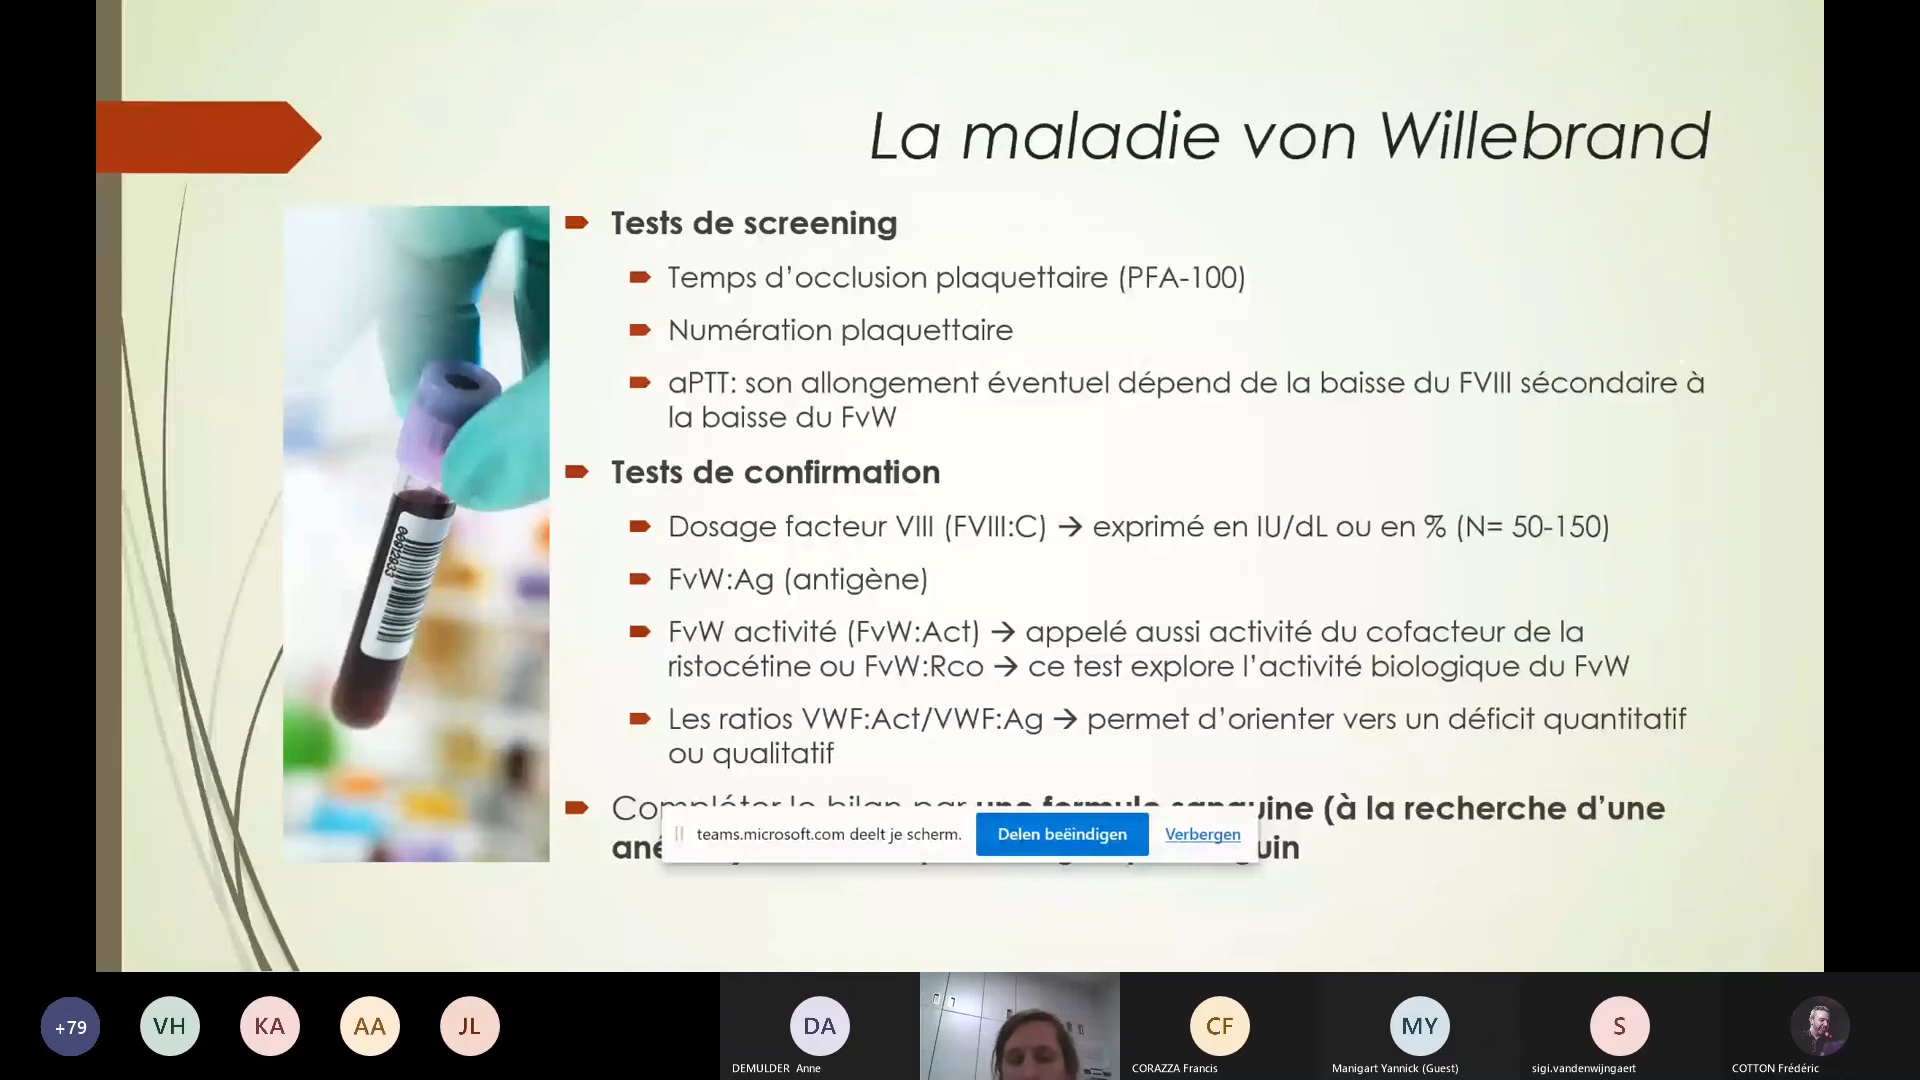 La maladie von Willebrand
Tests de screening
Temps d’occlusion plaquettaire (PFA-100)
Numération plaquettaire
aPTT: son allongement éventuel dépend de la baisse du FVIII sécondaire à
la baisse du FvW
Tests de confirmation
Dosage facteur VIII (FVIII:C) → exprimé en IU/dL ou en % (N= 50-150)
FvW:Ag (antigène)
FvW activité (FvW:Act) → appelé aussi activité du cofacteur de la
ristocétine ou FvW:Rco → ce test explore l’activité biologique du FvW
Les ratios VWF:Act/VWF:Ag → permet d’orienter vers un déficit quantitatif
ou qualitatif
Compléter le bilan par une formule sanguine (à la recherche d’une
teams.microsoft.com deelt je scherm. Delen beëindigen Verbergen
+79 VH KA AA JL DA CF MY S
DEMULDER Anne CORAZZA Francis Manigart Yannick (Guest) sigi.vandenwijngaert COTTON Frédéric